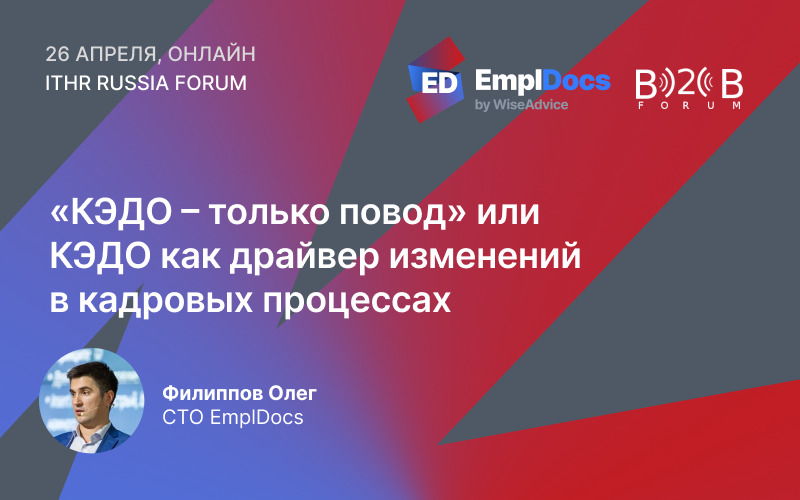 26 АПРЕЛЯ, ОНЛАЙН
ITHR RUSSIA FORUM
ED
EmplDocs
by WiseAdvice
B2B
FORUM
«КЭДО – только повод» или
КЭДО как драйвер изменений
в кадровых процессах
Филиппов Олег
СТО EmplDocs